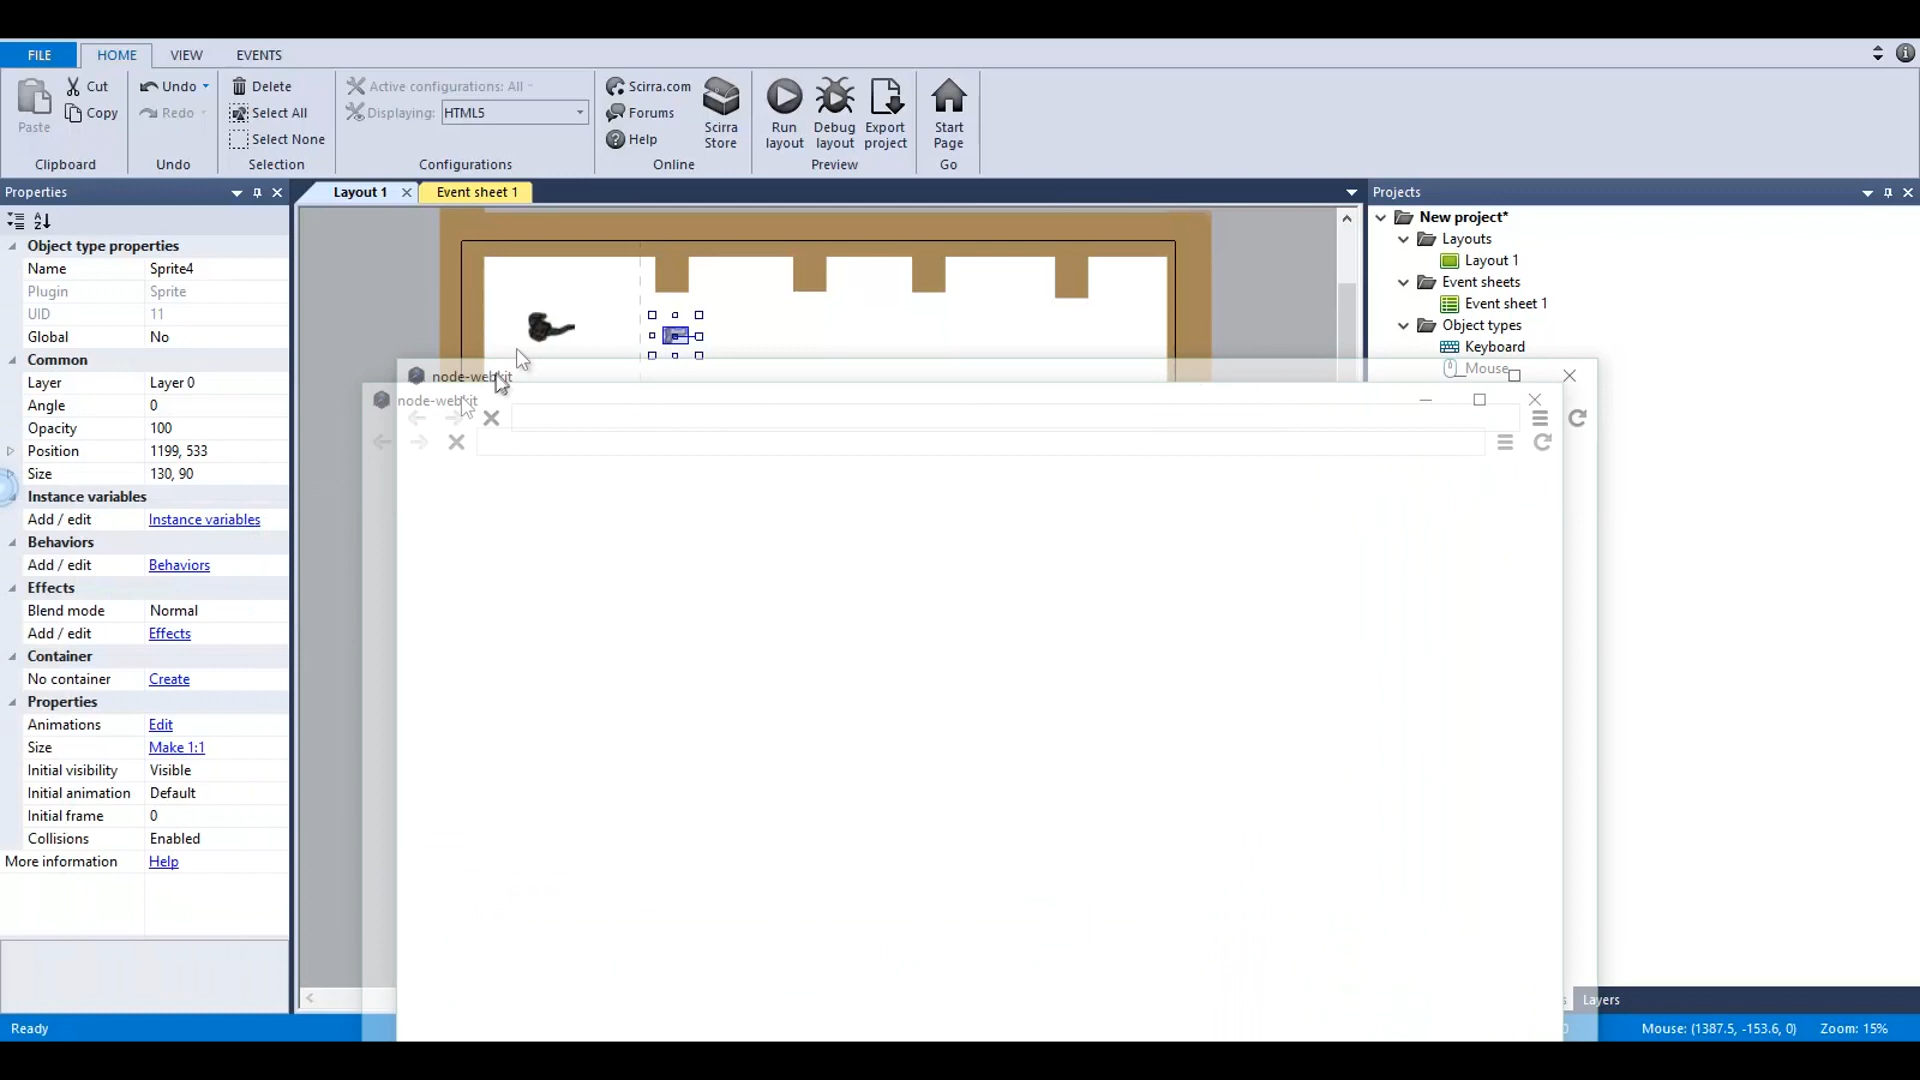 FILE HOME VIEW EVENTS
Paste
Cut
Copy
Clipboard
Undo
Redo
Undo
Delete
Select All
Select None
Selection
Active configurations: All
Displaying: HTML5
Configurations
Scirra.com
Forums
Help
Scirra
Store
Online
Run
layout
Debug
layout
Export
project
Preview
Start
Page
Go
Properties
Layout 1
Event sheet 1
Projects
Object type properties
Name Sprite4
Plugin Sprite
UID 11
Global No
Common
Layer Layer 0
Angle 0
Opacity 100
Position 1199, 533
Size 130, 90
Instance variables
Add / edit Instance variables
Behaviors
Add / edit Behaviors
Effects
Blend mode Normal
Add / edit Effects
Container
No container Create
Properties
Animations Edit
Size Make 1:1
Initial visibility Visible
Initial animation Default
Initial frame 0
Collisions Enabled
More information Help
node-webkit
node-webkit
New project*
Layouts
Layout 1
Event sheets
Event sheet 1
Object types
Keyboard
Mouse
Layers
Ready
Mouse: (1387.5, -153.6, 0) Zoom: 15%